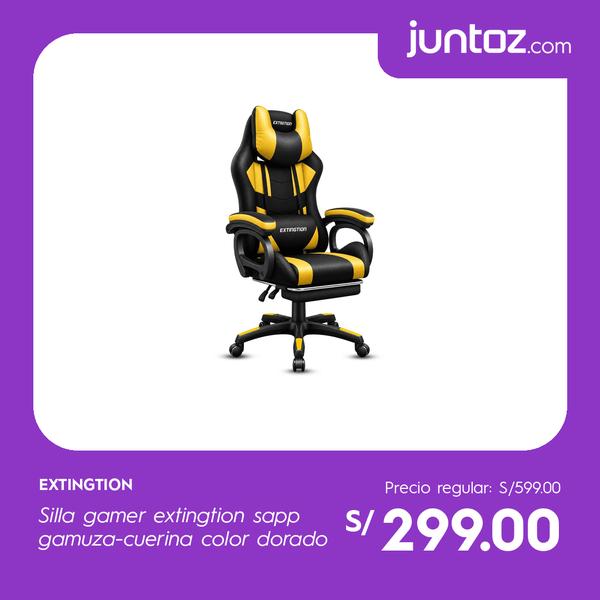 juntoz.com
EXTINGTION
EXTINGTION
EXTINGTION
Silla gamer extingtion sapp
gamuza-cuerina color dorado
Precio regular: S/599.00
S/299.00